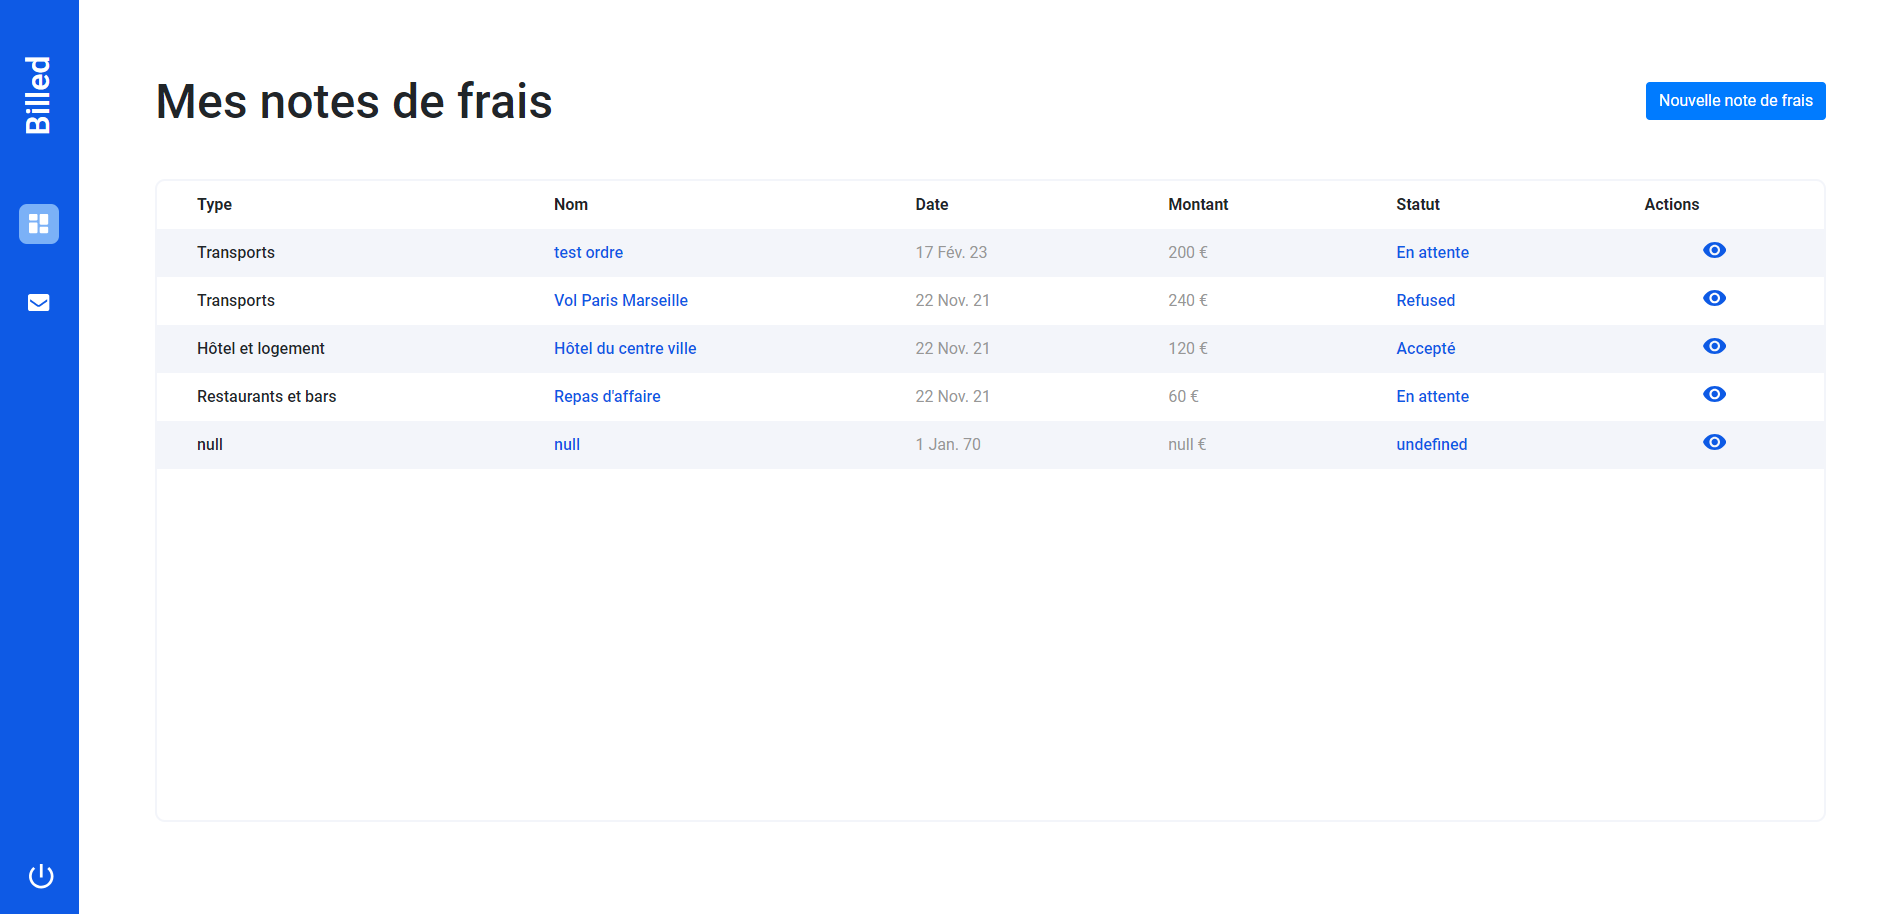 Billed
Mes notes de frais
Nouvelle note de frais
Type Nom Date Montant Statut Actions
Transports test ordre 17 Fév. 23 200 € En attente
Transports Vol Paris Marseille 22 Nov. 21 240 € Refused
Hôtel et logement Hôtel du centre ville 22 Nov. 21 120 € Accepté
Restaurants et bars Repas d'affaire 22 Nov. 21 60 € En attente
null null 1 Jan. 70 null € undefined